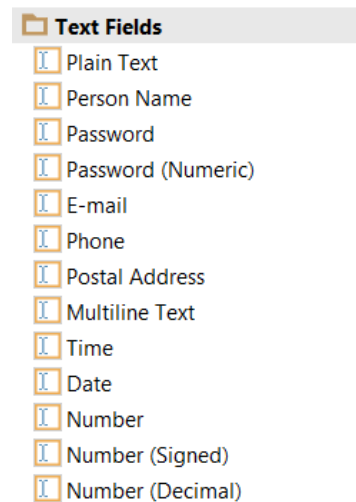 Text Fields
Plain Text
Person Name
Password
Password (Numeric)
E-mail
Phone
Postal Address
Multiline Text
Time
Date
Number
Number (Signed)
Number (Decimal)